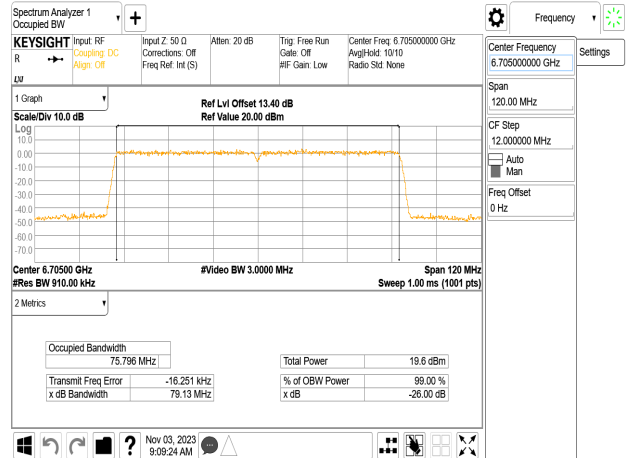 Spectrum Analyzer 1
Occupied BW
Frequency
KEYSIGHT
R
Input: RF
Coupling: DC
Align: Off
Input Z: 50 Ω
Corrections: Off
Freq Ref: Int (S)
Atten: 20 dB
Trig: Free Run
Gate: Off
#IF Gain: Low
Center Freq: 6.705000000 GHz
Avg|Hold: 10/10
Radio Std: None
Center Frequency
6.705000000 GHz
Settings
Span
120.00 MHz
CF Step
12.000000 MHz
Auto
Man
Freq Offset
0 Hz
1 Graph
Scale/Div 10.0 dB
Ref Lvl Offset 13.40 dB
Ref Value 20.00 dBm
Log
10.0
0.00
-10.0
-20.0
-30.0
-40.0
-50.0
-60.0
-70.0
Center 6.70500 GHz
#Res BW 910.00 kHz
#Video BW 3.0000 MHz
Span 120 MHz
Sweep 1.00 ms (1001 pts)
2 Metrics
Occupied Bandwidth
75.796 MHz
Transmit Freq Error -16.251 kHz
x dB Bandwidth 79.13 MHz
Total Power 19.6 dBm
% of OBW Power 99.00 %
x dB -26.00 dB
?
Nov 03, 2023
9:09:24 AM